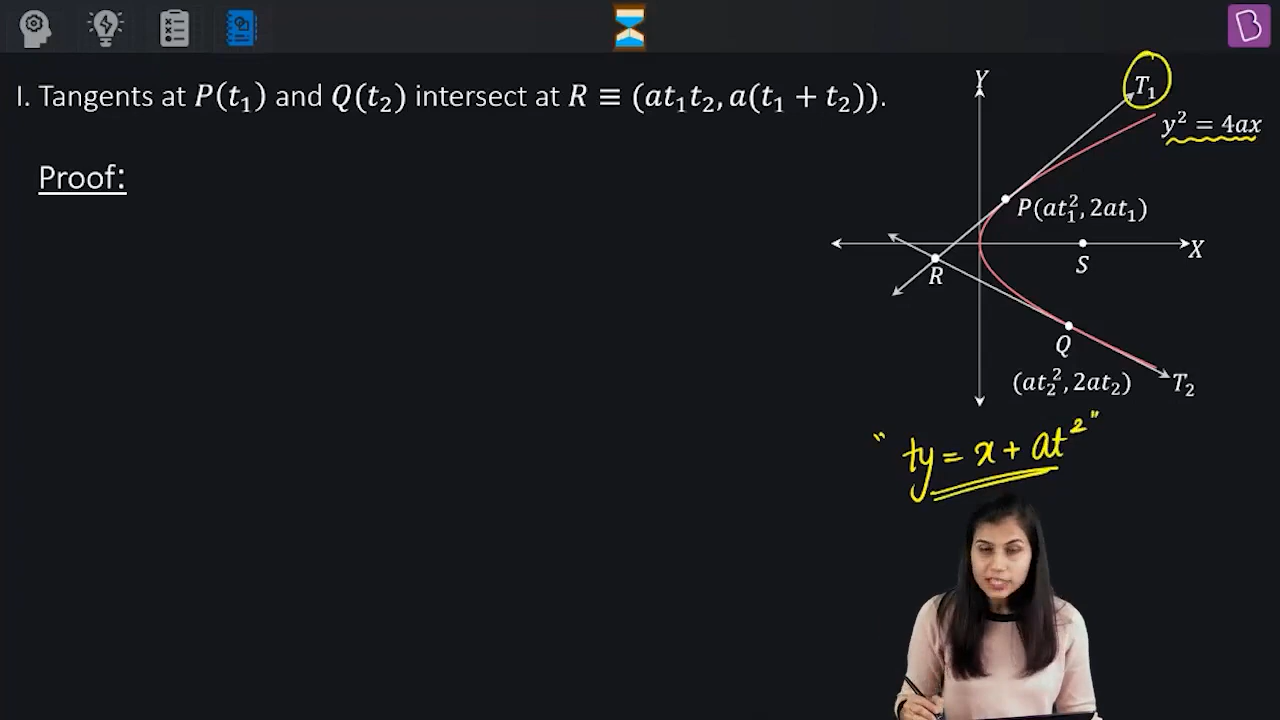 I. Tangents at P(t₁) and Q(t₂) intersect at R ≡ (at₁t₂, a(t₁ + t₂)).
Proof:
Y
T₁
y² = 4ax
P(at₁², 2at₁)
X
R
S
Q
(at₂², 2at₂)
T₂
" ty = x + at² "